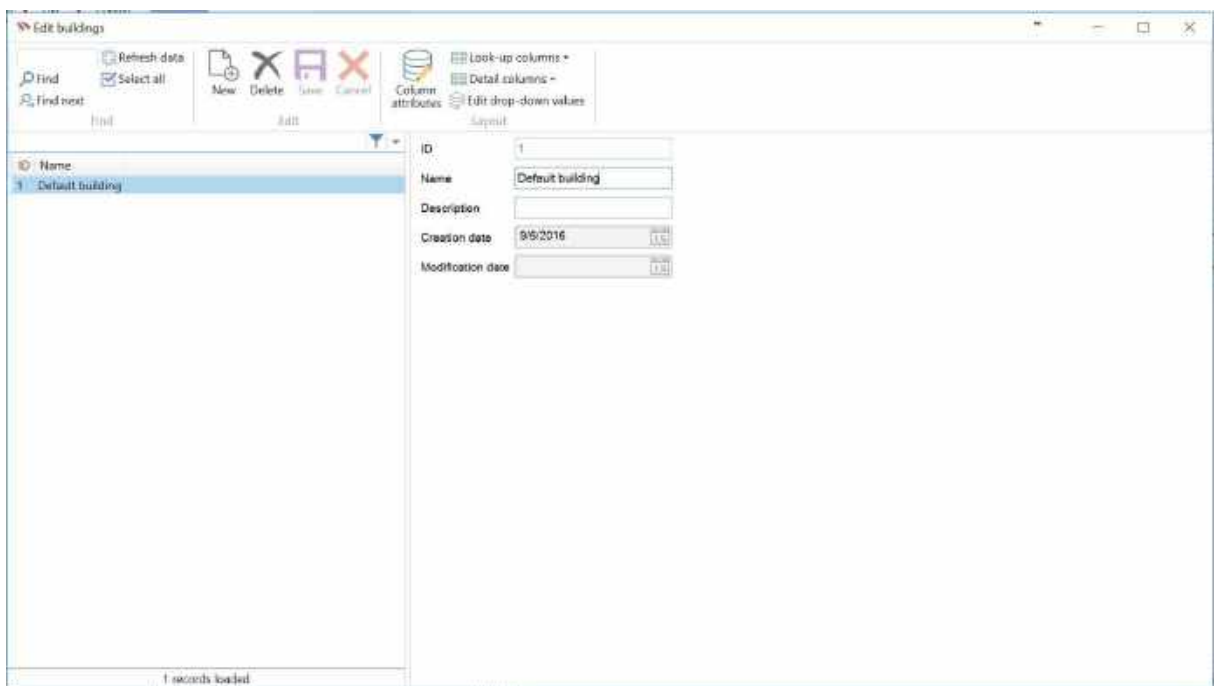 Edit buildings
Refresh data
Find
Select all
Find next
Find
New
Delete
Save
Cancel
Edit
Column
attributes
Look-up columns
Detail columns
Edit drop-down values
Layout
ID Name
1 Default building
ID 1
Name Default building
Description
Creation date 9/6/2016
Modification date
1 records loaded